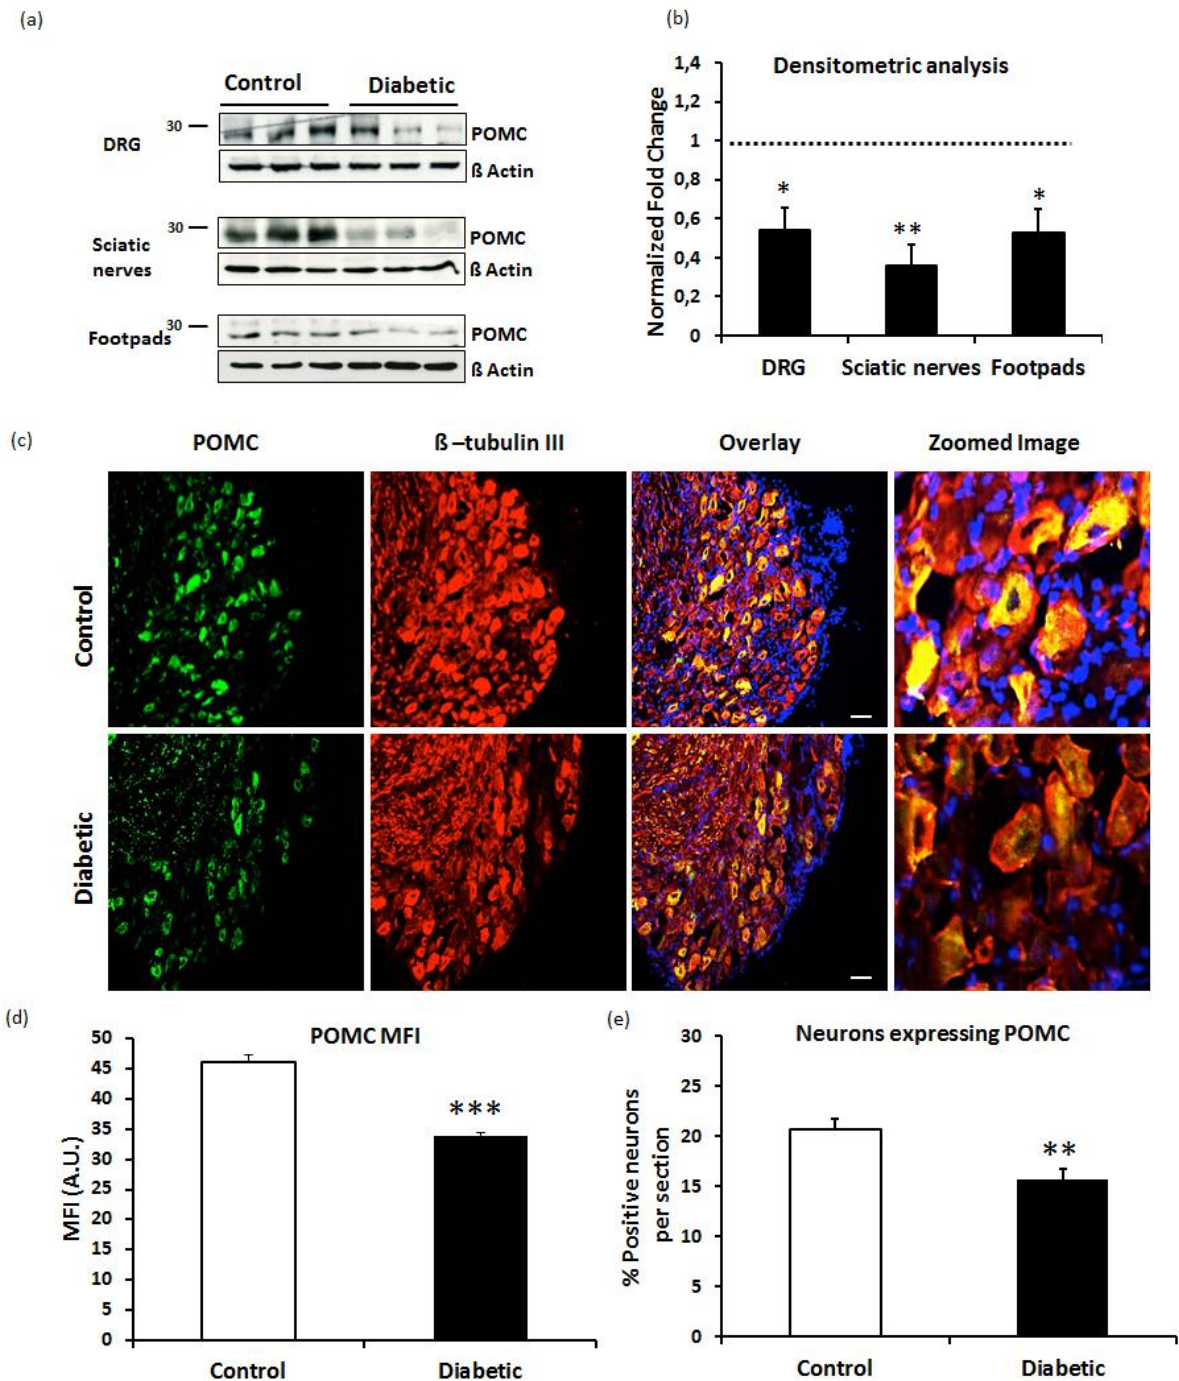 (a)
Control Diabetic
DRG
30
POMC
ß Actin
Sciatic
nerves
30
POMC
ß Actin
Footpads
30
POMC
ß Actin
(b)
Densitometric analysis
Normalized Fold Change
1,4
1,2
1
0,8
0,6
0,4
0,2
0
*
**
*
DRG Sciatic nerves Footpads
(c)
POMC ß –tubulin III Overlay Zoomed Image
Control
Diabetic
(d)
POMC MFI
MFI (A.U.)
50
45
40
35
30
25
20
15
10
5
0
***
Control Diabetic
(e)
Neurons expressing POMC
% Positive neurons
per section
30
25
20
15
10
5
0
**
Control Diabetic